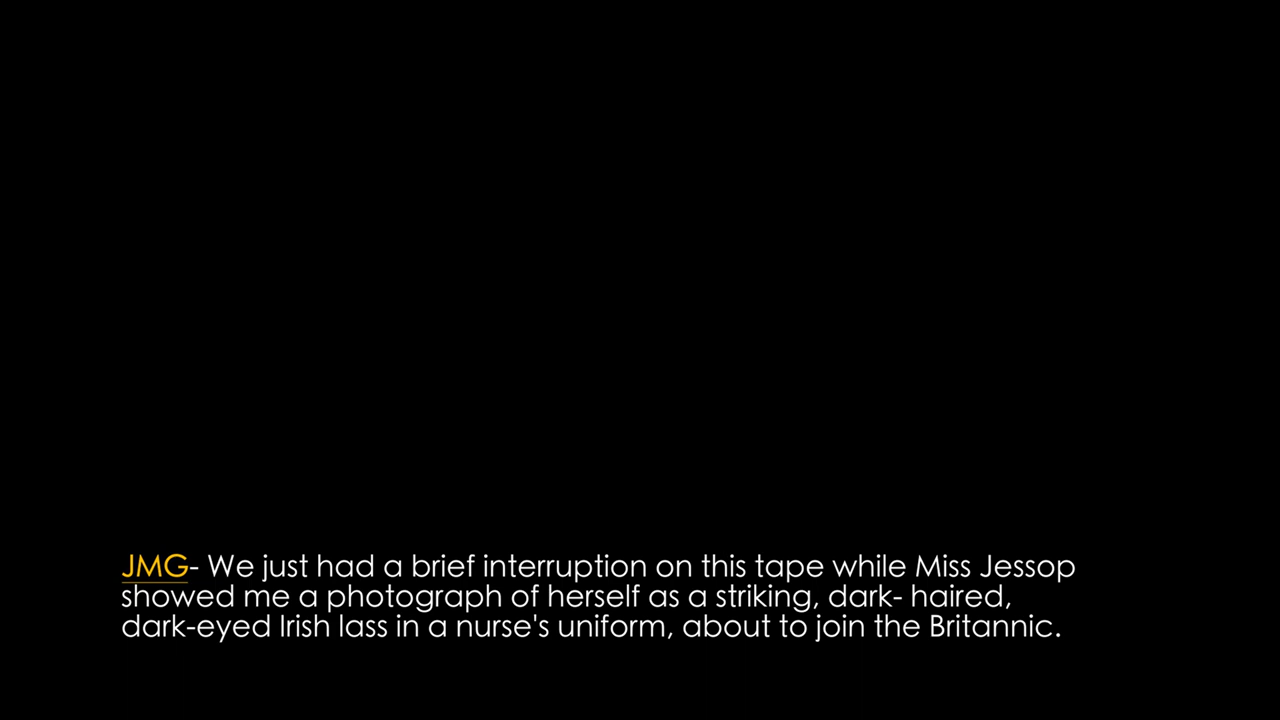 JMG- We just had a brief interruption on this tape while Miss Jessop
showed me a photograph of herself as a striking, dark- haired,
dark-eyed Irish lass in a nurse's uniform, about to join the Britannic.